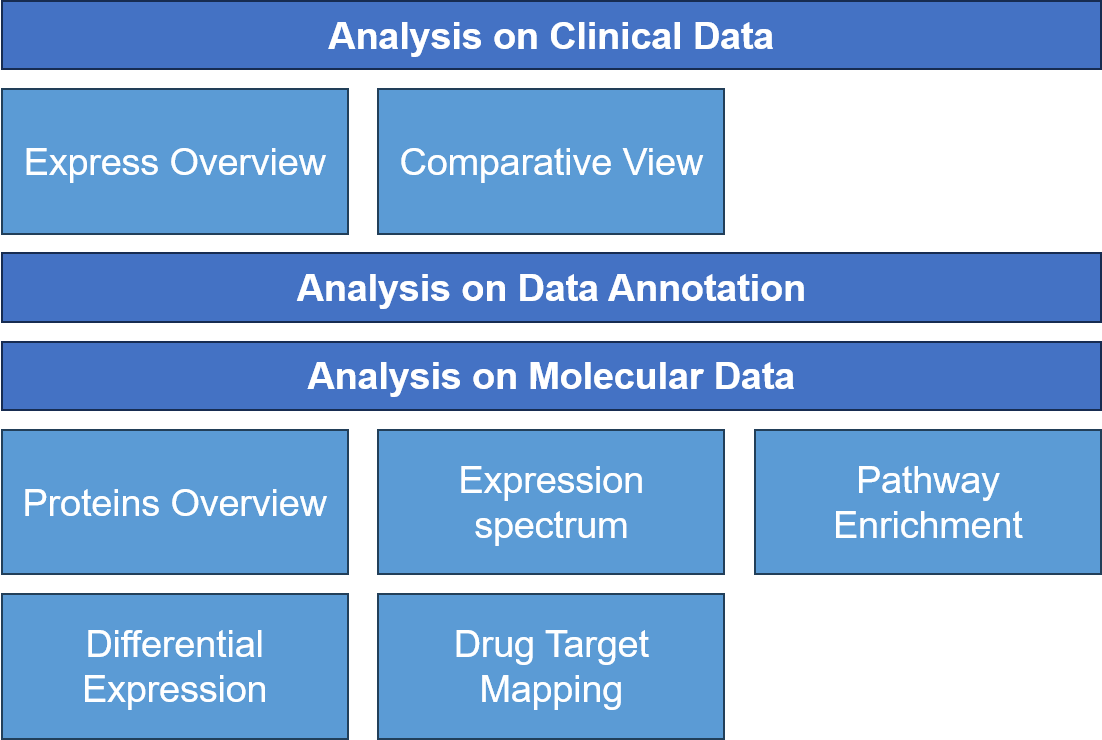 Analysis on Clinical Data
Express Overview
Comparative View
Analysis on Data Annotation
Analysis on Molecular Data
Proteins Overview
Expression
spectrum
Pathway
Enrichment
Differential
Expression
Drug Target
Mapping